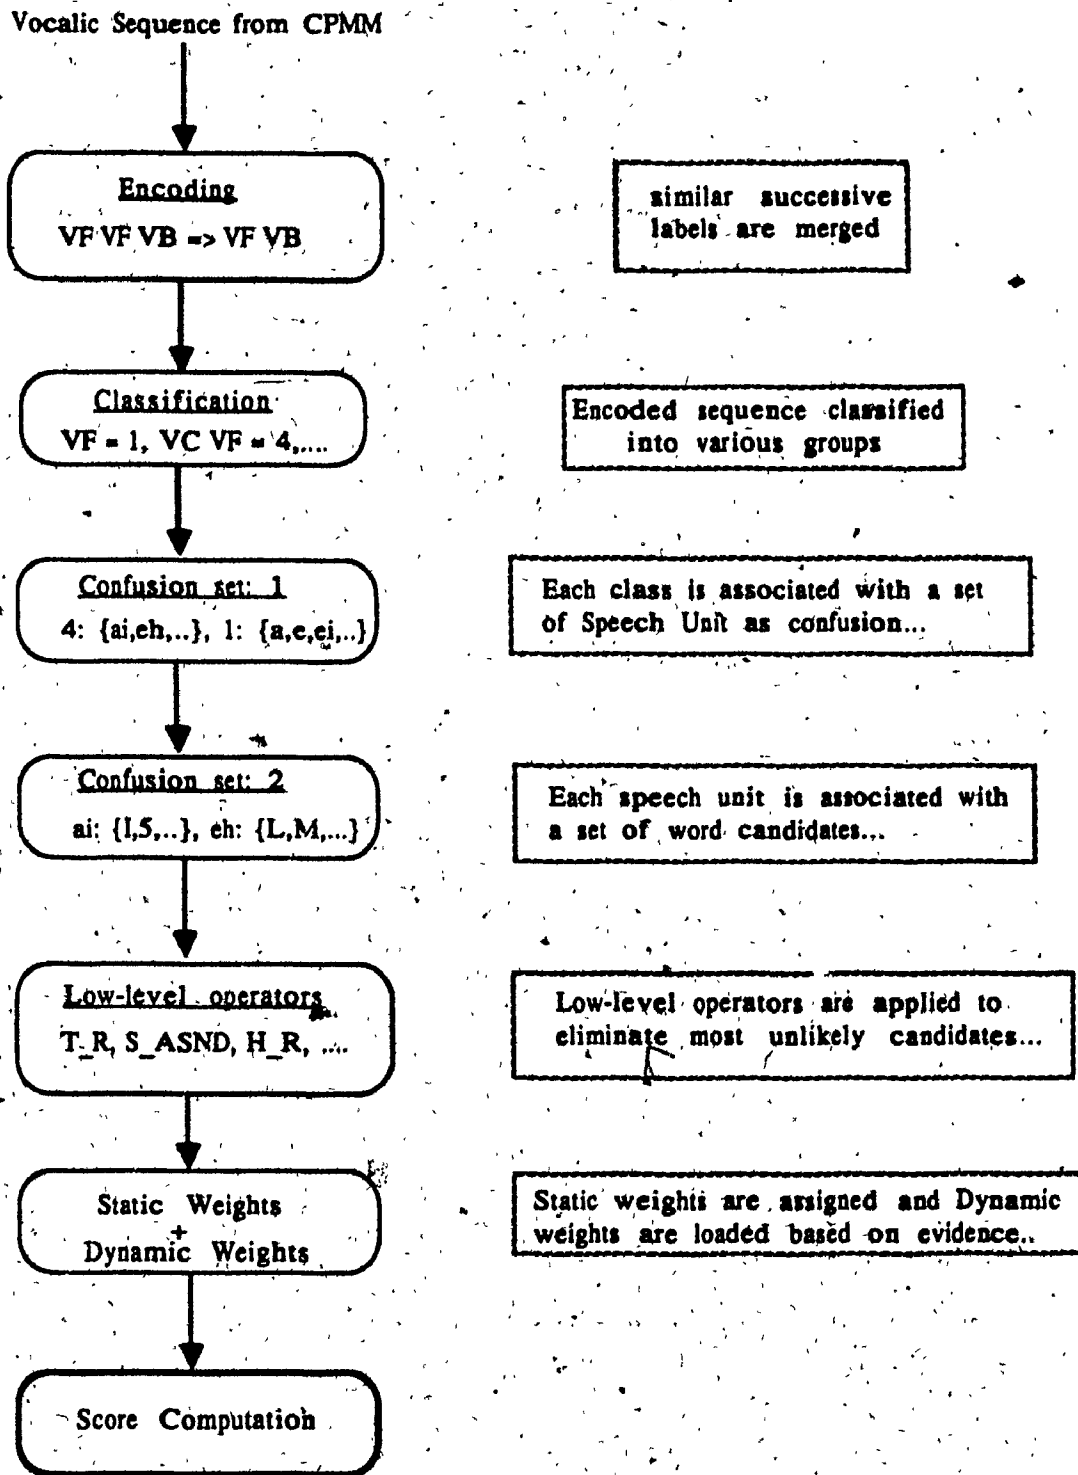 Vocalic Sequence from CPMM
Encoding
VF VF VB => VF VB
similar successive
labels are merged
Classification
VF = 1, VC VF = 4,....
Encoded sequence classified
into various groups
Confusion set: 1
4: {ai,eh,..}, 1: {a,e,ei,..}
Each class is associated with a set
of Speech Unit as confusion...
Confusion set: 2
ai: {I,5,..}, eh: {L,M,...}
Each speech unit is associated with
a set of word candidates...
Low-level operators
T_R, S_ASND, H_R, ....
Low-level operators are applied to
eliminate most unlikely candidates...
Static Weights
+
Dynamic Weights
Static weights are assigned and Dynamic
weights are loaded based on evidence..
Score Computation